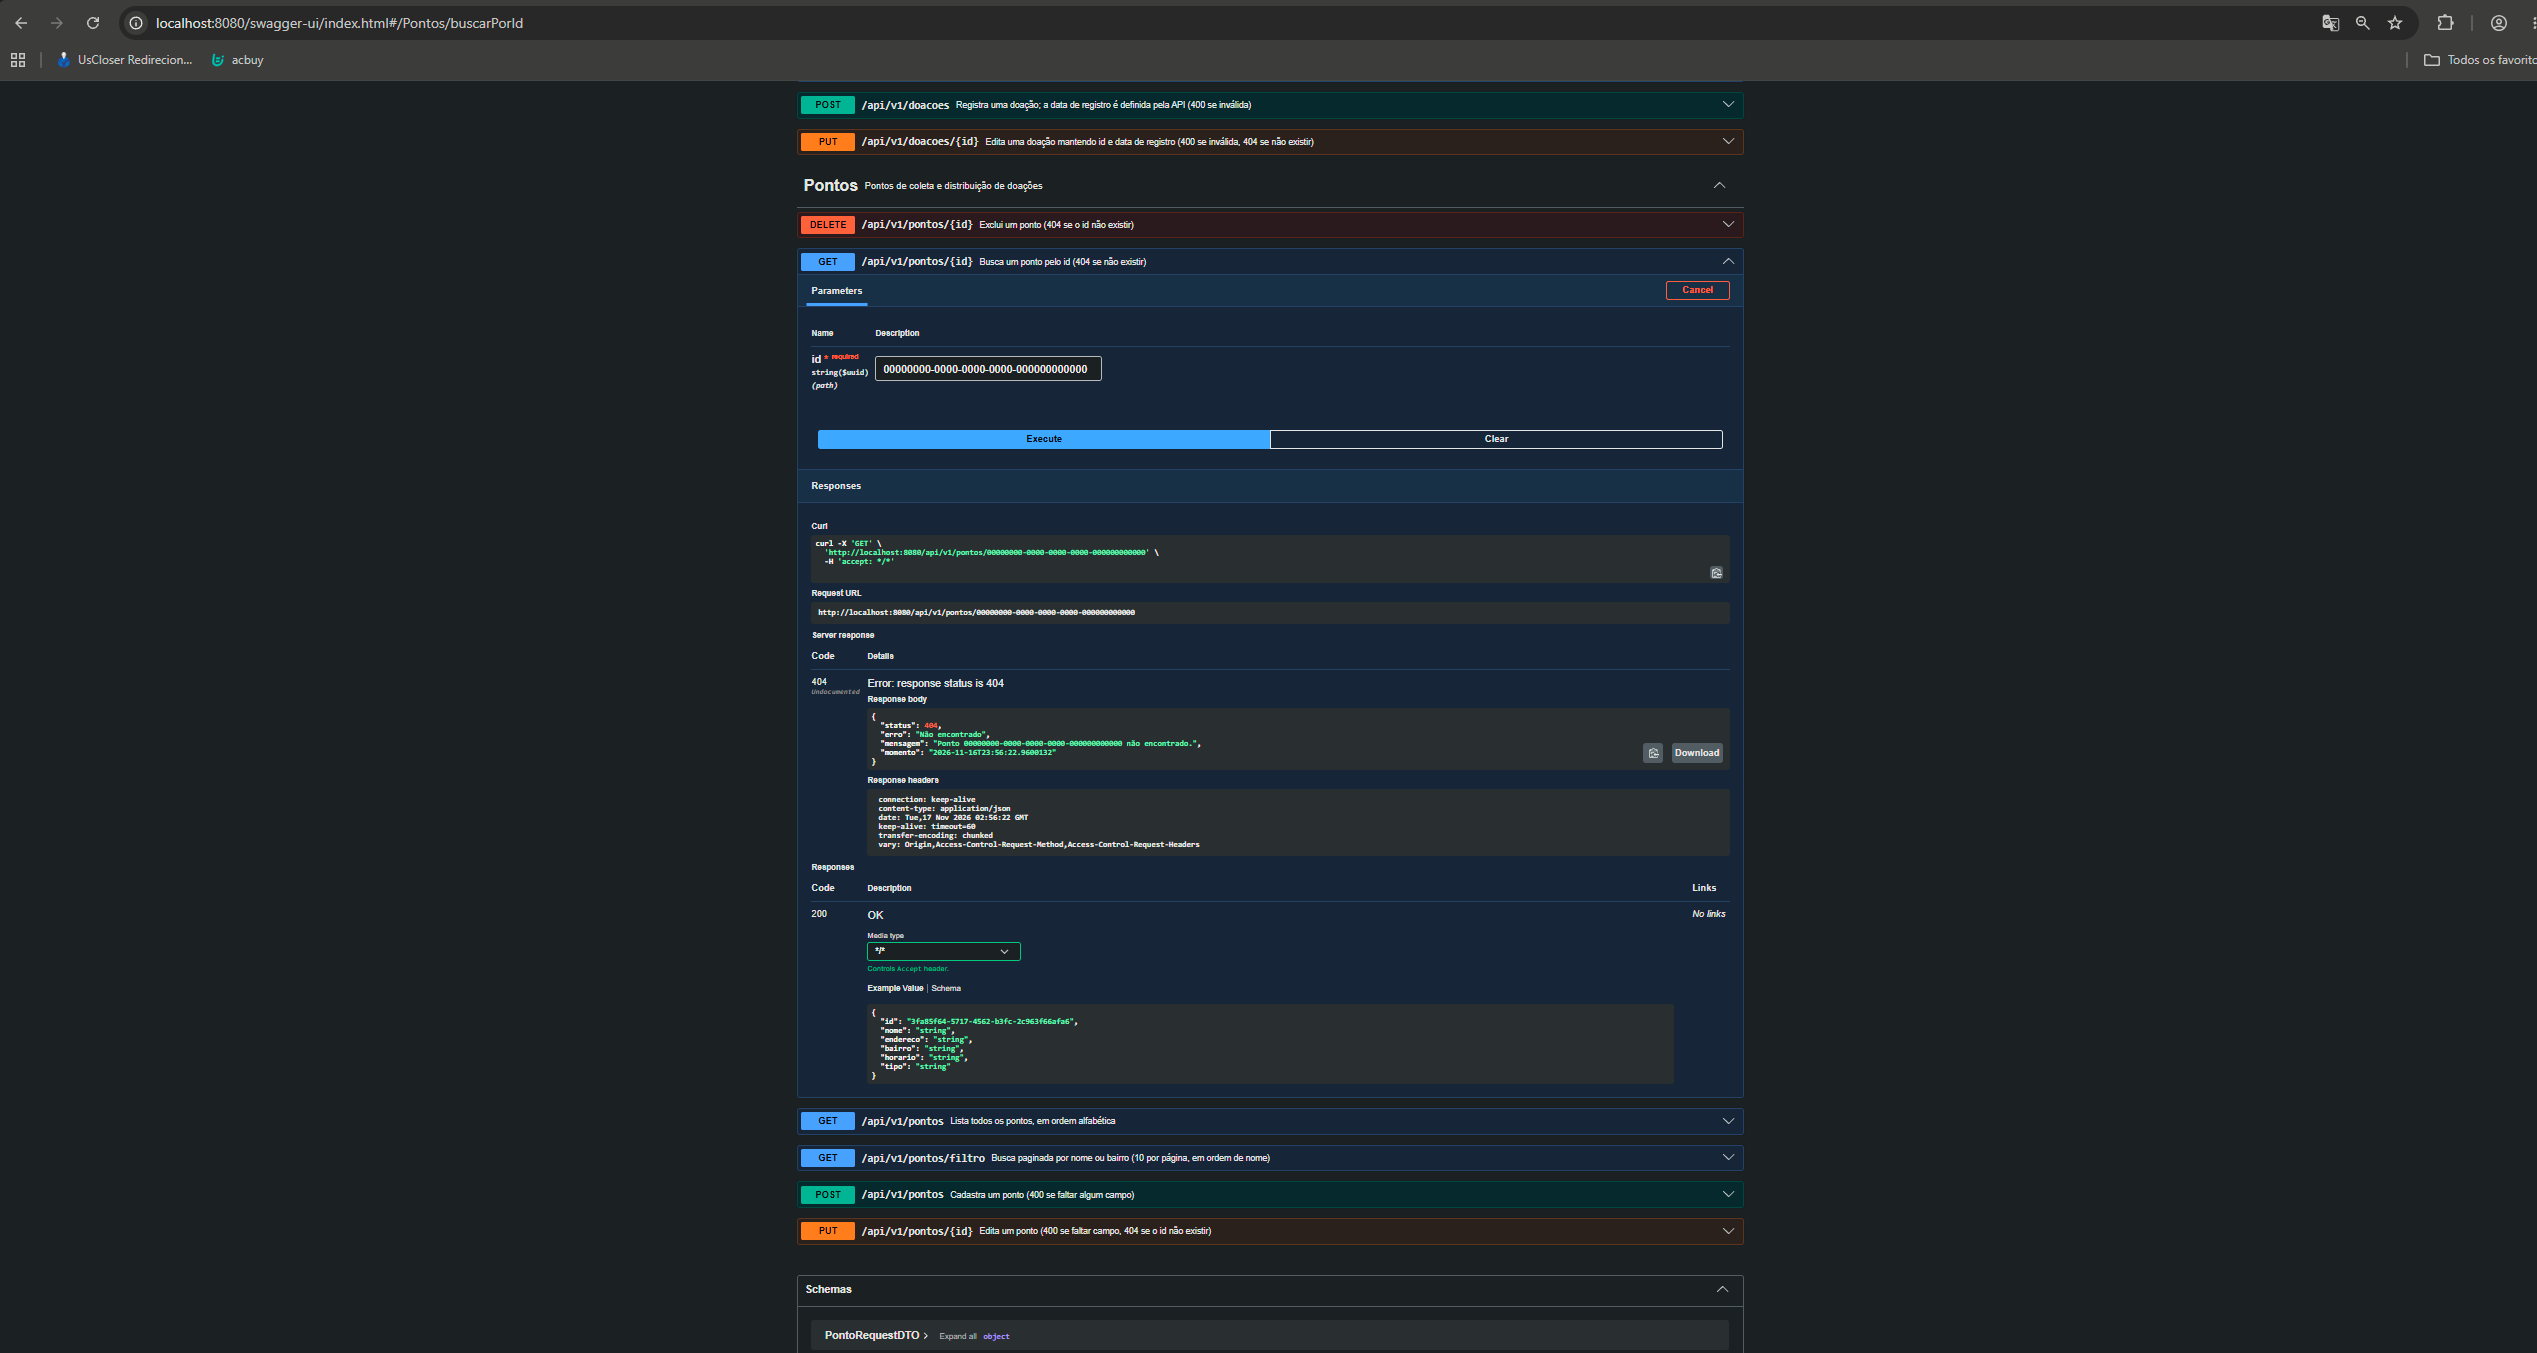 localhost:8080/swagger-ui/index.html#/Pontos/buscarPorId
UsCloser Redirecion...
acbuy
Todos os favorito
POST /api/v1/doacoes Registra uma doação; a data de registro é definida pela API (400 se inválida)
PUT /api/v1/doacoes/{id} Edita uma doação mantendo id e data de registro (400 se inválida, 404 se não existir)
Pontos Pontos de coleta e distribuição de doações
DELETE /api/v1/pontos/{id} Exclui um ponto (404 se o id não existir)
GET /api/v1/pontos/{id} Busca um ponto pelo id (404 se não existir)
Parameters
Cancel
Name Description
id * required
string($uuid)
(path)
00000000-0000-0000-0000-000000000000
Execute
Clear
Responses
Curl
curl -X 'GET' \
'http://localhost:8080/api/v1/pontos/00000000-0000-0000-0000-000000000000' \
-H 'accept: */*'
Request URL
http://localhost:8080/api/v1/pontos/00000000-0000-0000-0000-000000000000
Server response
Code Details
404
Undocumented
Error: response status is 404
Response body
{
"status": 404,
"erro": "Não encontrado",
"mensagem": "Ponto 00000000-0000-0000-0000-000000000000 não encontrado.",
"momento": "2026-11-16T23:56:22.9600132"
}
Download
Response headers
connection: keep-alive
content-type: application/json
date: Tue,17 Nov 2026 02:56:22 GMT
keep-alive: timeout=60
transfer-encoding: chunked
vary: Origin,Access-Control-Request-Method,Access-Control-Request-Headers
Responses
Code Description Links
200 OK No links
Media type
*/*
Controls Accept header.
Example Value | Schema
{
"id": "3fa85f64-5717-4562-b3fc-2c963f66afa6",
"nome": "string",
"endereco": "string",
"bairro": "string",
"horario": "string",
"tipo": "string"
}
GET /api/v1/pontos Lista todos os pontos, em ordem alfabética
GET /api/v1/pontos/filtro Busca paginada por nome ou bairro (10 por página, em ordem de nome)
POST /api/v1/pontos Cadastra um ponto (400 se faltar algum campo)
PUT /api/v1/pontos/{id} Edita um ponto (400 se faltar campo, 404 se o id não existir)
Schemas
PontoRequestDTO Expand all object